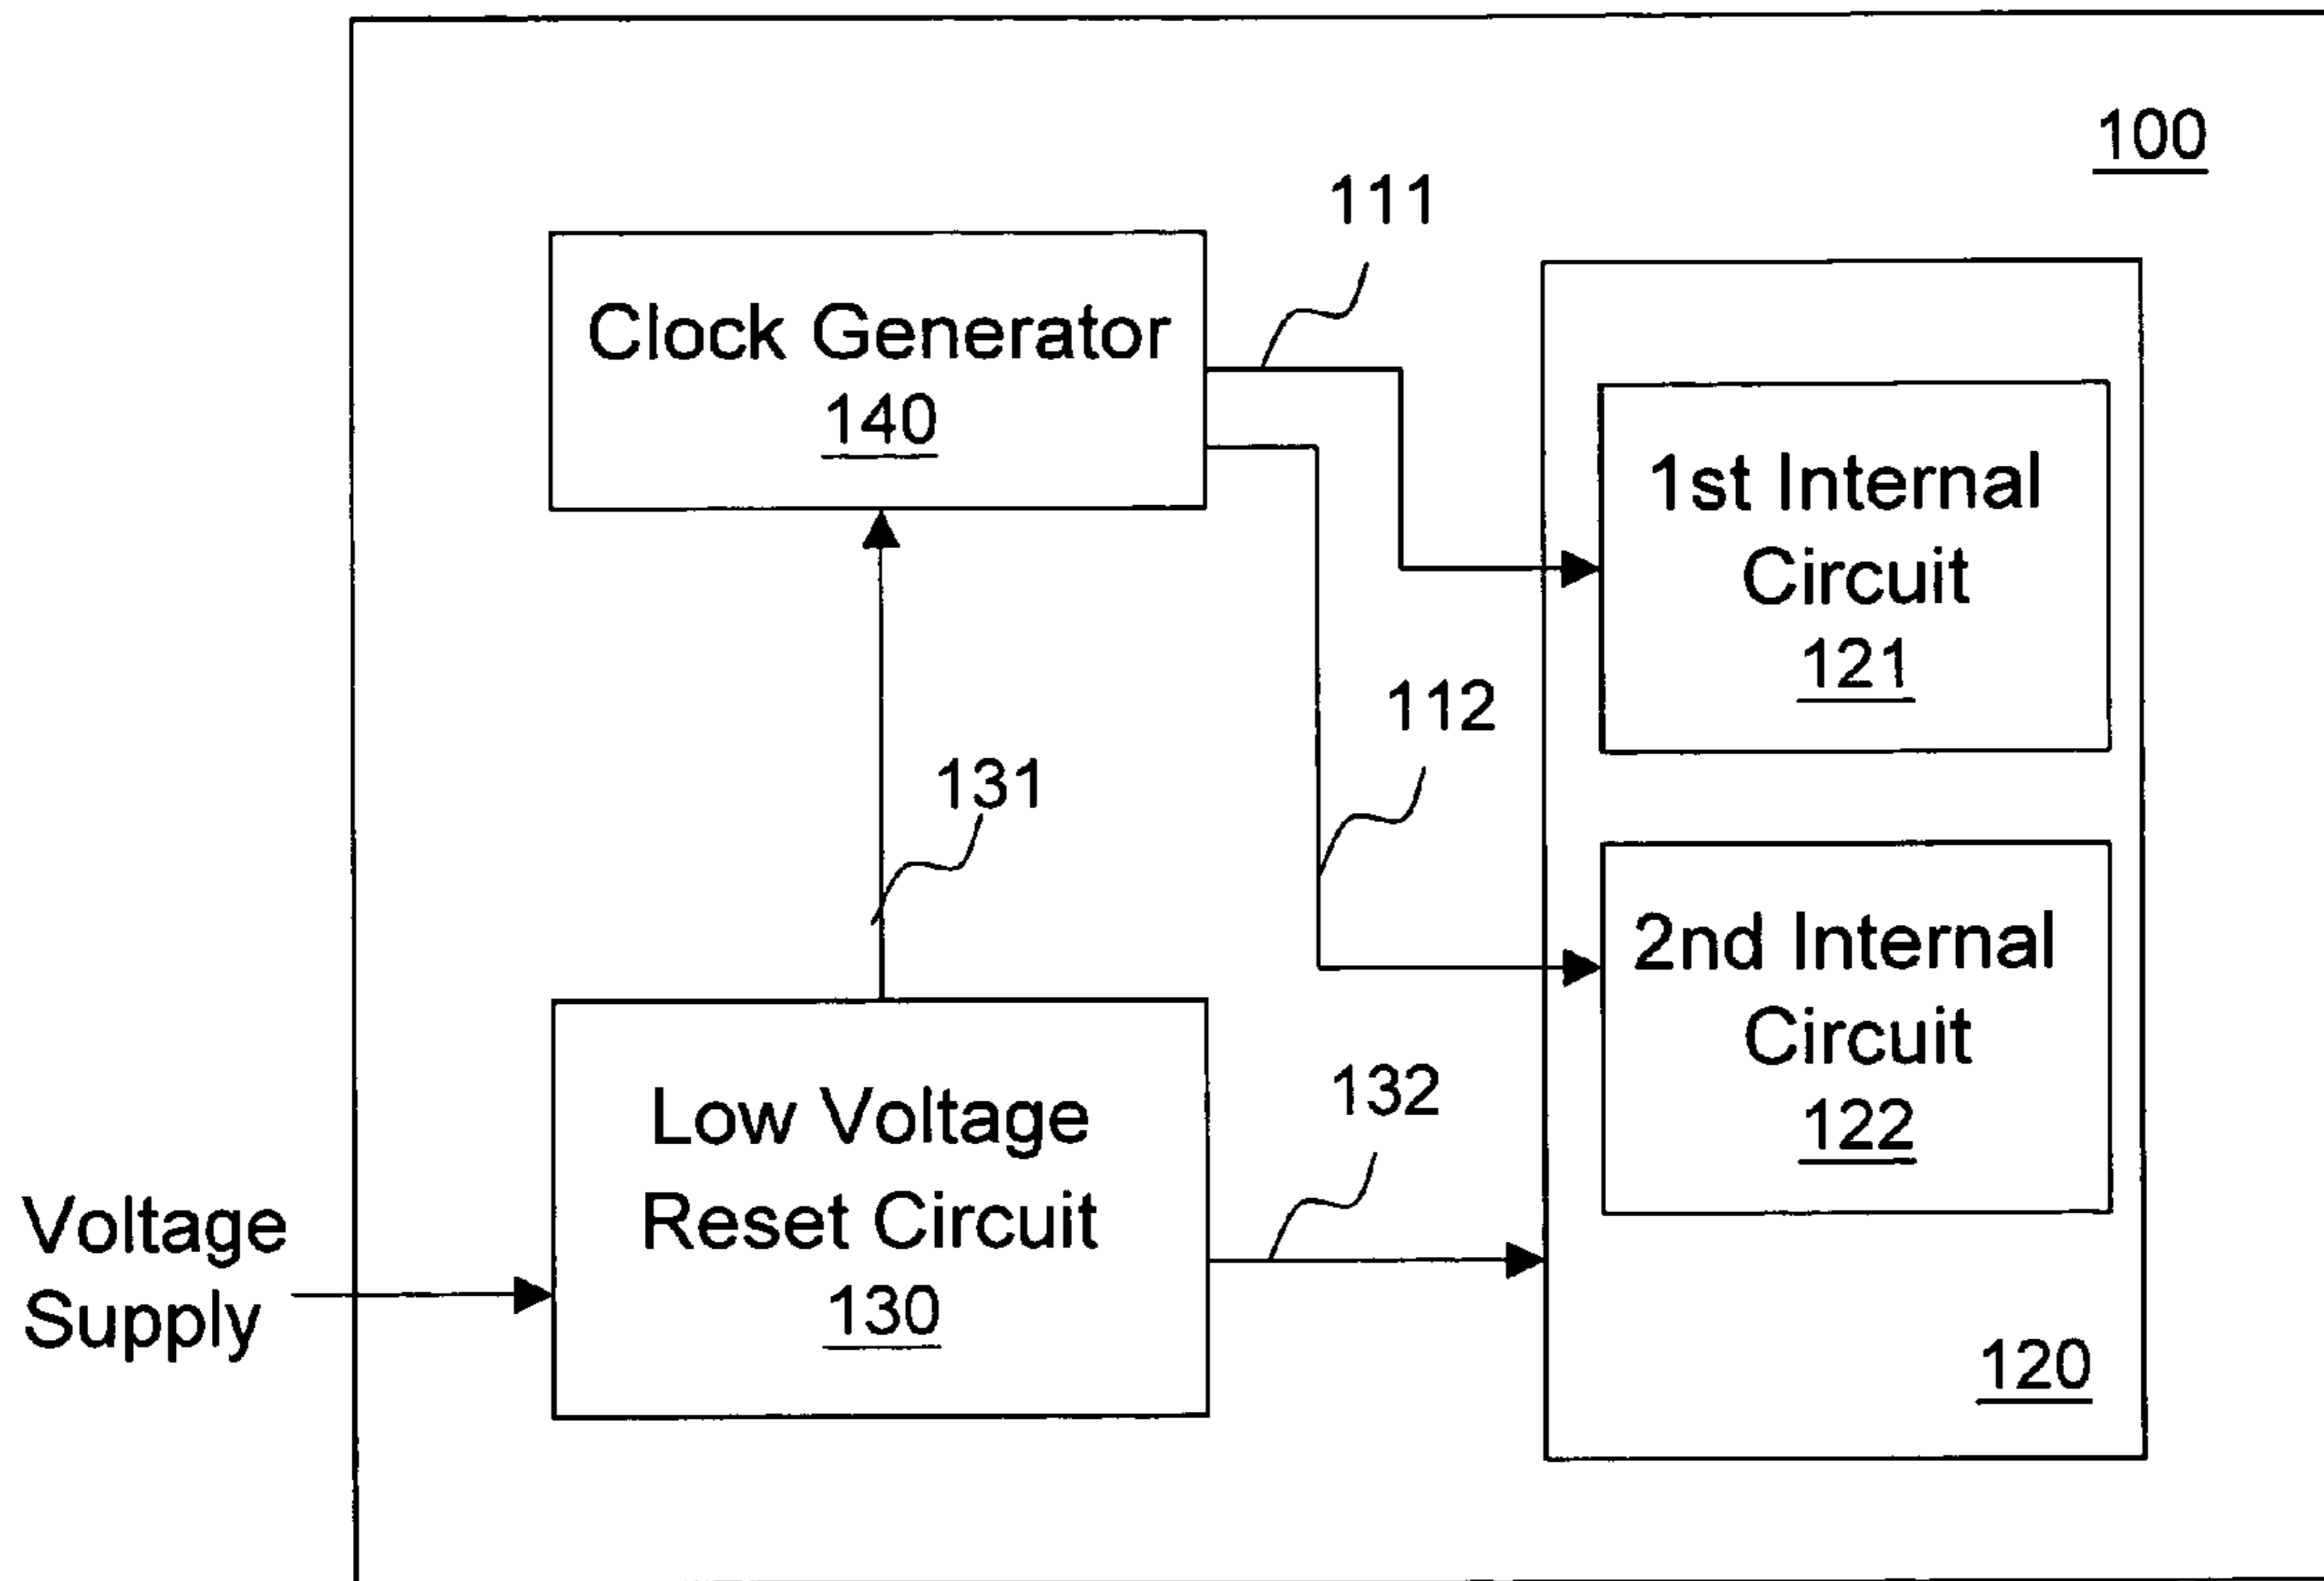 100
111
Clock Generator
140
1st Internal
Circuit
121
112
131
2nd Internal
Circuit
122
132
Low Voltage
Reset Circuit
130
Voltage
Supply
120